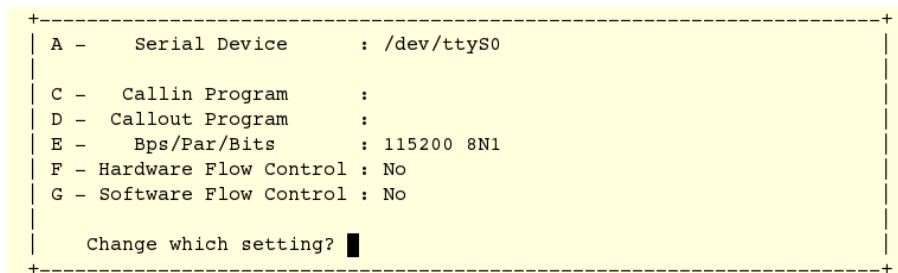 +-----------------------------------------------------------------------+
| A -    Serial Device      : /dev/ttyS0                                |
|                                                                       |
| C -   Callin Program      :                                           |
| D -  Callout Program      :                                           |
| E -    Bps/Par/Bits       : 115200 8N1                                |
| F - Hardware Flow Control : No                                        |
| G - Software Flow Control : No                                        |
|                                                                       |
|    Change which setting?                                              |
+-----------------------------------------------------------------------+